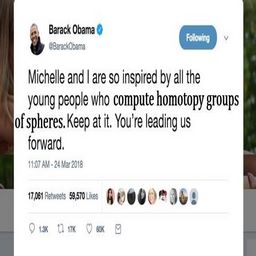 Barack Obama
@BarackObama
Following
Michelle and I are so inspired by all the
young people who compute homotopy groups
of spheres. Keep at it. You're leading us
forward.
11:07 AM - 24 Mar 2018
17,061 Retweets 59,570 Likes
1.3K 17K 60K